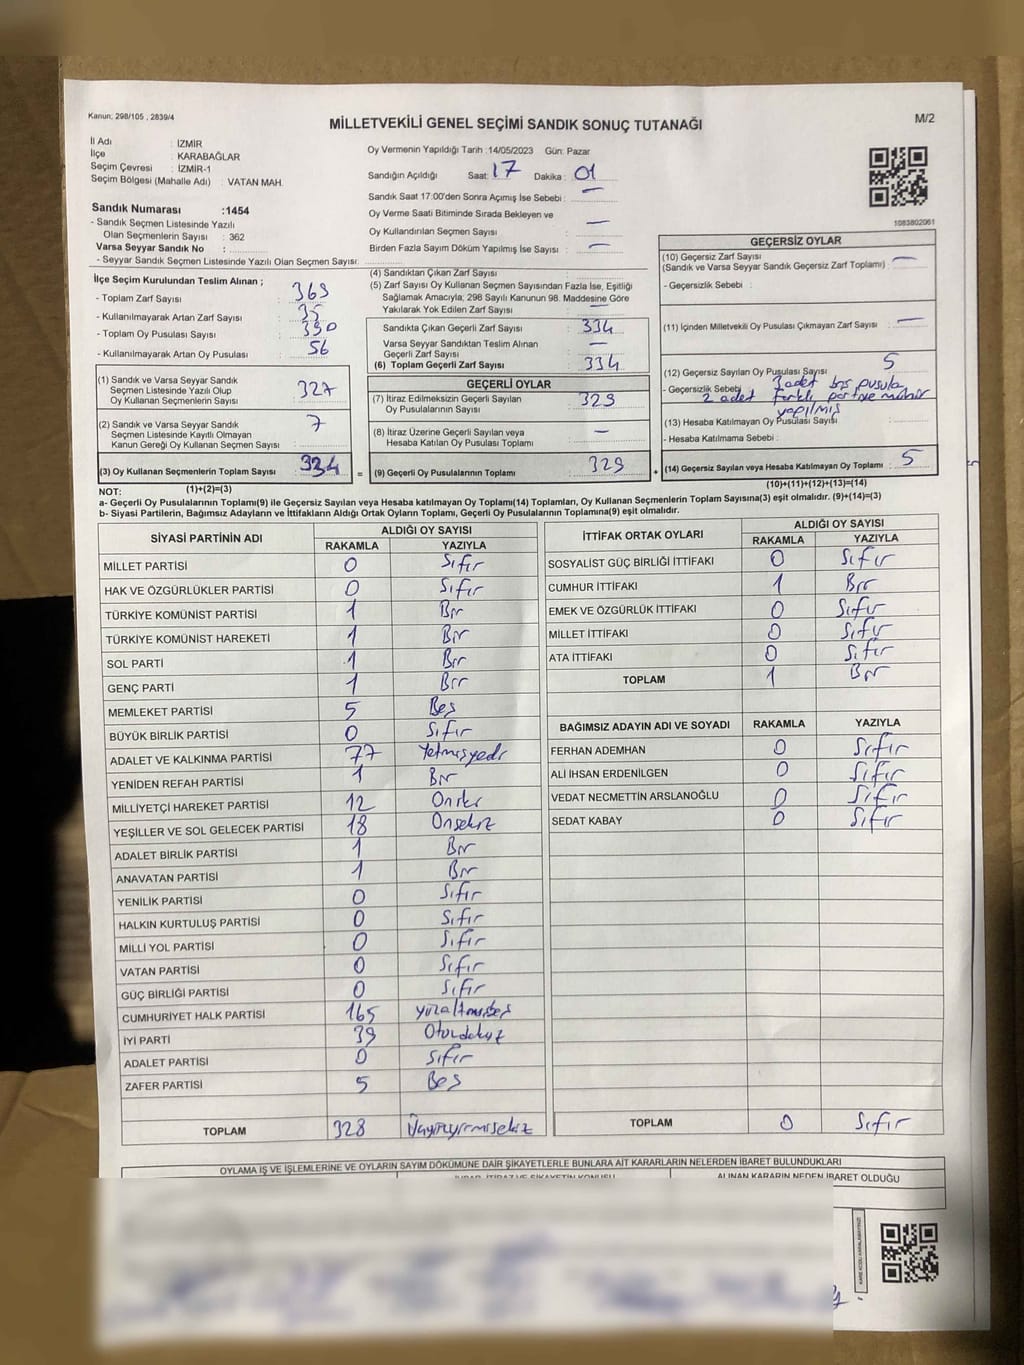 Kanun; 298/105 , 2839/4
MİLLETVEKİLİ GENEL SEÇİMİ SANDIK SONUÇ TUTANAĞI
M/2
İl Adı : İZMİR
İlçe : KARABAĞLAR
Seçim Çevresi : İZMİR-1
Seçim Bölgesi (Mahalle Adı) : VATAN MAH.
Sandık Numarası :1454
- Sandık Seçmen Listesinde Yazılı
Olan Seçmenlerin Sayısı : 362
Varsa Seyyar Sandık No :
- Seyyar Sandık Seçmen Listesinde Yazılı Olan Seçmen Sayısı:
Oy Vermenin Yapıldığı Tarih :14/05/2023 Gün: Pazar
Sandığın Açıldığı Saat: 17 Dakika : 01
Sandık Saat 17:00'den Sonra Açımış İse Sebebi : —
Oy Verme Saati Bitiminde Sırada Bekleyen ve
Oy Kullandırılan Seçmen Sayısı : —
Birden Fazla Sayım Döküm Yapılmış İse Sayısı : —
1083802061
İlçe Seçim Kurulundan Teslim Alınan ;
- Toplam Zarf Sayısı : 369
- Kullanılmayarak Artan Zarf Sayısı : 35
- Toplam Oy Pusulası Sayısı : 390
- Kullanılmayarak Artan Oy Pusulası : 56
(1) Sandık ve Varsa Seyyar Sandık
Seçmen Listesinde Yazılı Olup
Oy Kullanan Seçmenlerin Sayısı : 327
(2) Sandık ve Varsa Seyyar Sandık
Seçmen Listesinde Kayıtlı Olmayan
Kanun Gereği Oy Kullanan Seçmen Sayısı : 7
(3) Oy Kullanan Seçmenlerin Toplam Sayısı : 334
(1)+(2)=(3)
(4) Sandıktan Çıkan Zarf Sayısı :
(5) Zarf Sayısı Oy Kullanan Seçmen Sayısından Fazla İse, Eşitliği
Sağlamak Amacıyla; 298 Sayılı Kanunun 98. Maddesine Göre
Yakılarak Yok Edilen Zarf Sayısı : —
Sandıkta Çıkan Geçerli Zarf Sayısı : 334
Varsa Seyyar Sandıktan Teslim Alınan
Geçerli Zarf Sayısı : —
(6) Toplam Geçerli Zarf Sayısı : 334
GEÇERLİ OYLAR
(7) İtiraz Edilmeksizin Geçerli Sayılan
Oy Pusulalarının Sayısı : 329
(8) İtiraz Üzerine Geçerli Sayılan veya
Hesaba Katılan Oy Pusulası Toplamı : —
= (9) Geçerli Oy Pusulalarının Toplamı : 329
GEÇERSİZ OYLAR
(10) Geçersiz Zarf Sayısı
(Sandık ve Varsa Seyyar Sandık Geçersiz Zarf Toplamı) : —
- Geçersizlik Sebebi :
(11) İçinden Milletvekili Oy Pusulası Çıkmayan Zarf Sayısı : —
(12) Geçersiz Sayılan Oy Pusulası Sayısı : 5
- Geçersizlik Sebebi : 3 adet boş pusula
2 adet farklı partiye mühür
yapılmış
(13) Hesaba Katılmayan Oy Pusulası Sayısı :
- Hesaba Katılmama Sebebi :
+ (14) Geçersiz Sayılan veya Hesaba Katılmayan Oy Toplamı : 5
(10)+(11)+(12)+(13)=(14)
NOT:
a- Geçerli Oy Pusulalarının Toplamı(9) ile Geçersiz Sayılan veya Hesaba katılmayan Oy Toplamı(14) Toplamları, Oy Kullanan Seçmenlerin Toplam Sayısına(3) eşit olmalıdır. (9)+(14)=(3)
b- Siyasi Partilerin, Bağımsız Adayların ve İttifakların Aldığı Ortak Oyların Toplamı, Geçerli Oy Pusulalarının Toplamına(9) eşit olmalıdır.
SİYASİ PARTİNİN ADI ALDIĞI OY SAYISI
RAKAMLA YAZIYLA
MİLLET PARTİSİ 0 Sıfır
HAK VE ÖZGÜRLÜKLER PARTİSİ 0 Sıfır
TÜRKİYE KOMÜNİST PARTİSİ 1 Bir
TÜRKİYE KOMÜNİST HAREKETİ 1 Bir
SOL PARTİ 1 Bir
GENÇ PARTİ 1 Bir
MEMLEKET PARTİSİ 5 Beş
BÜYÜK BİRLİK PARTİSİ 0 Sıfır
ADALET VE KALKINMA PARTİSİ 77 Yetmişyedi
YENİDEN REFAH PARTİSİ 1 Bir
MİLLİYETÇİ HAREKET PARTİSİ 12 Oniki
YEŞİLLER VE SOL GELECEK PARTİSİ 18 Onsekiz
ADALET BİRLİK PARTİSİ 1 Bir
ANAVATAN PARTİSİ 1 Bir
YENİLİK PARTİSİ 0 Sıfır
HALKIN KURTULUŞ PARTİSİ 0 Sıfır
MİLLİ YOL PARTİSİ 0 Sıfır
VATAN PARTİSİ 0 Sıfır
GÜÇ BİRLİĞİ PARTİSİ 0 Sıfır
CUMHURİYET HALK PARTİSİ 165 yüzaltmışbeş
İYİ PARTİ 39 Otuzdokuz
ADALET PARTİSİ 0 Sıfır
ZAFER PARTİSİ 5 Beş
TOPLAM 328 Üçyüzyirmisekiz
İTTİFAK ORTAK OYLARI ALDIĞI OY SAYISI
RAKAMLA YAZIYLA
SOSYALİST GÜÇ BİRLİĞİ İTTİFAKI 0 Sıfır
CUMHUR İTTİFAKI 1 Bir
EMEK VE ÖZGÜRLÜK İTTİFAKI 0 Sıfır
MİLLET İTTİFAKI 0 Sıfır
ATA İTTİFAKI 0 Sıfır
TOPLAM 1 Bir
BAĞIMSIZ ADAYIN ADI VE SOYADI RAKAMLA YAZIYLA
FERHAN ADEMHAN 0 Sıfır
ALİ İHSAN ERDENİLGEN 0 Sıfır
VEDAT NECMETTİN ARSLANOĞLU 0 Sıfır
SEDAT KABAY 0 Sıfır
TOPLAM 0 Sıfır
OYLAMA İŞ VE İŞLEMLERİNE VE OYLARIN SAYIM DÖKÜMÜNE DAİR ŞİKAYETLERLE BUNLARA AİT KARARLARIN NELERDEN İBARET BULUNDUKLARI
ALINAN KARARIN NEDEN İBARET OLDUĞU